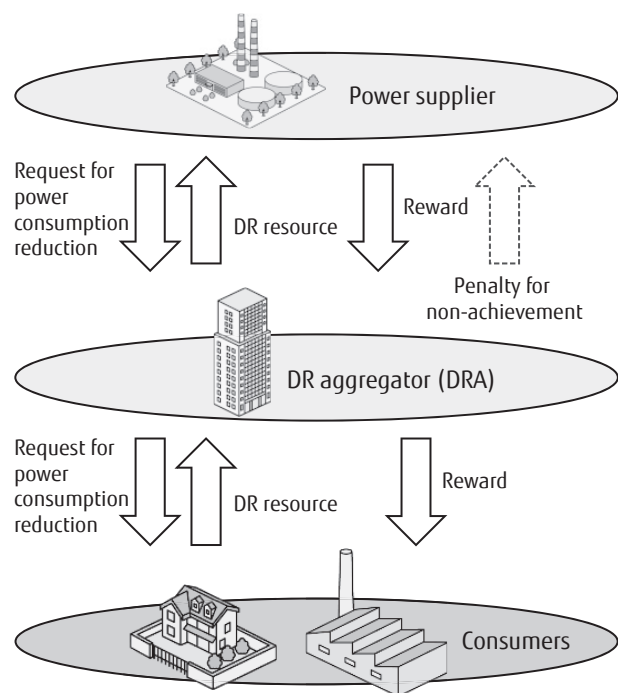 Power supplier
Request for
power
consumption
reduction
DR resource
Reward
Penalty for
non-achievement
DR aggregator (DRA)
Request for
power
consumption
reduction
DR resource
Reward
Consumers